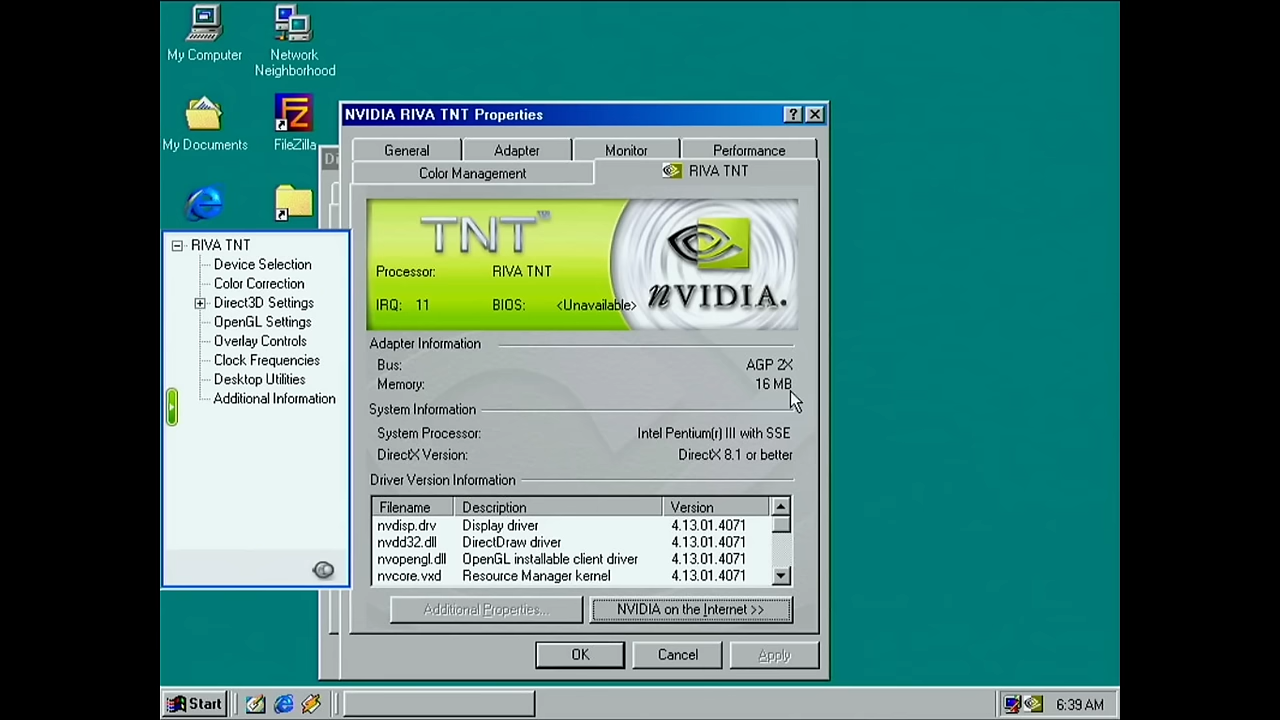 My Computer
Network
Neighborhood
My Documents
FileZilla
NVIDIA RIVA TNT Properties
General Adapter Monitor Performance
Color Management RIVA TNT
TNT™
Processor: RIVA TNT
IRQ: 11 BIOS: <Unavailable>
nVIDIA.
Adapter Information
Bus: AGP 2X
Memory: 16 MB
System Information
System Processor: Intel Pentium(r) III with SSE
DirectX Version: DirectX 8.1 or better
Driver Version Information
Filename Description Version
nvdisp.drv Display driver 4.13.01.4071
nvdd32.dll DirectDraw driver 4.13.01.4071
nvopengl.dll OpenGL installable client driver 4.13.01.4071
nvcore.vxd Resource Manager kernel 4.13.01.4071
Additional Properties...
NVIDIA on the Internet >>
OK Cancel Apply
RIVA TNT
Device Selection
Color Correction
Direct3D Settings
OpenGL Settings
Overlay Controls
Clock Frequencies
Desktop Utilities
Additional Information
Start
6:39 AM